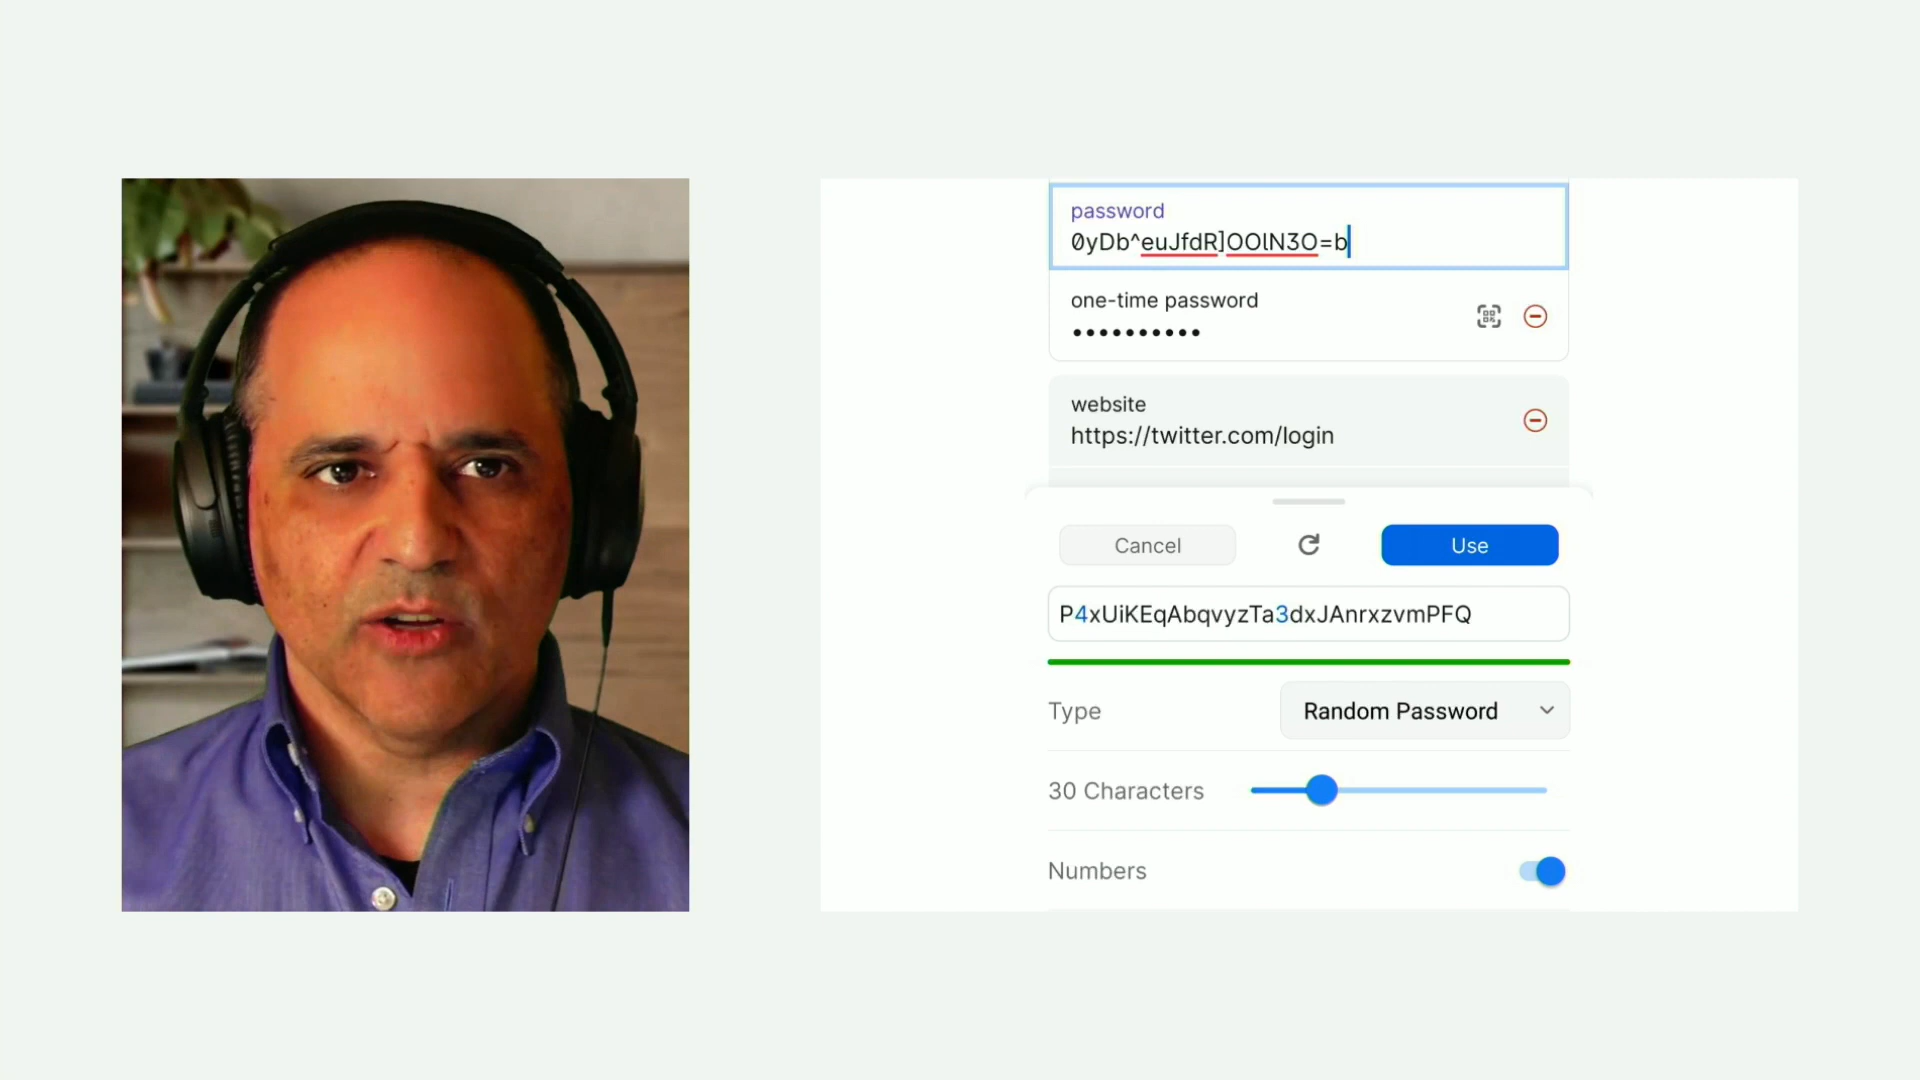 password
0yDb^euJfdR]OOlN3O=b
one-time password
••••••••••
website
https://twitter.com/login
Cancel
Use
P4xUiKEqAbqvyzTa3dxJAnrxzvmPFQ
Type
Random Password
30 Characters
Numbers